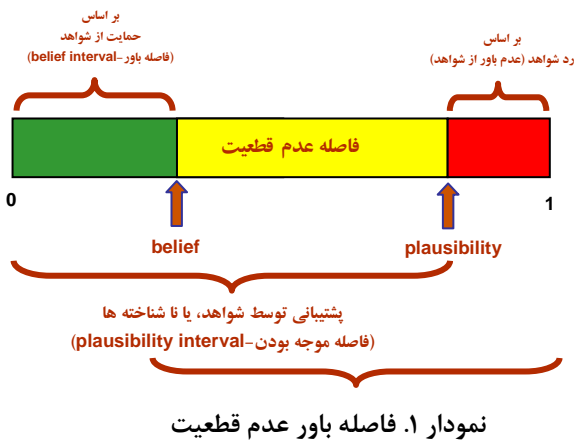 بر اساس
حمایت از شواهد
(فاصله باور-belief interval)
بر اساس
رد شواهد (عدم باور از شواهد)
فاصله عدم قطعیت
0
1
belief
plausibility
پشتیبانی توسط شواهد، یا نا شناخته ها
(فاصله موجه بودن-plausibility interval)
نمودار ۱. فاصله باور عدم قطعیت